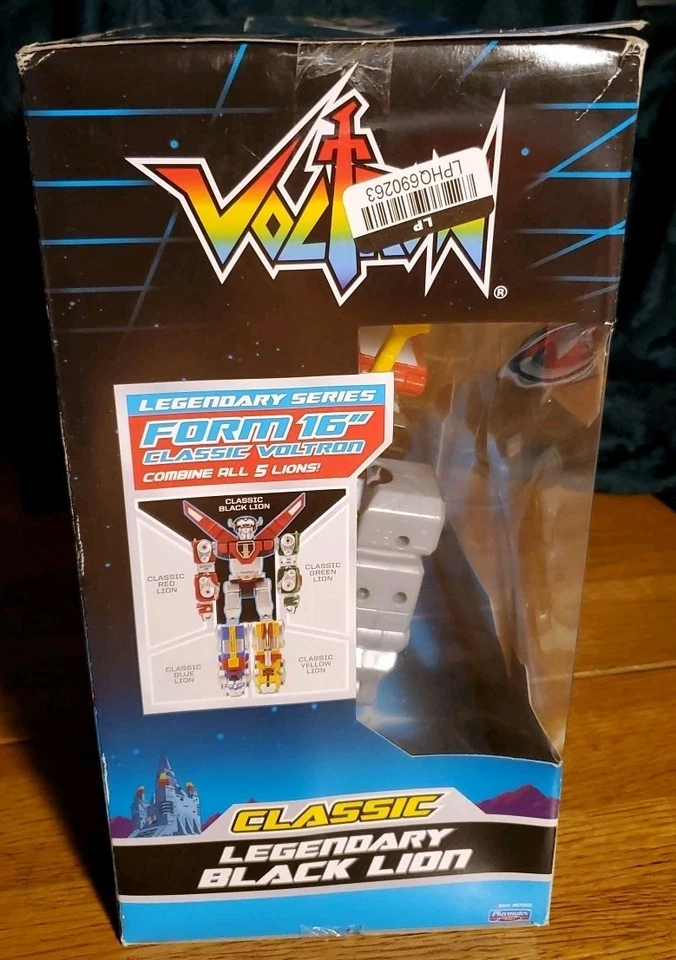 VOLTRON
®
LPHQ690263
LP
LEGENDARY SERIES
FORM 16"
CLASSIC VOLTRON
COMBINE ALL 5 LIONS!
CLASSIC
BLACK LION
CLASSIC
RED
LION
CLASSIC
GREEN
LION
CLASSIC
BLUE
LION
CLASSIC
YELLOW
LION
CLASSIC
LEGENDARY
BLACK LION
Playmates